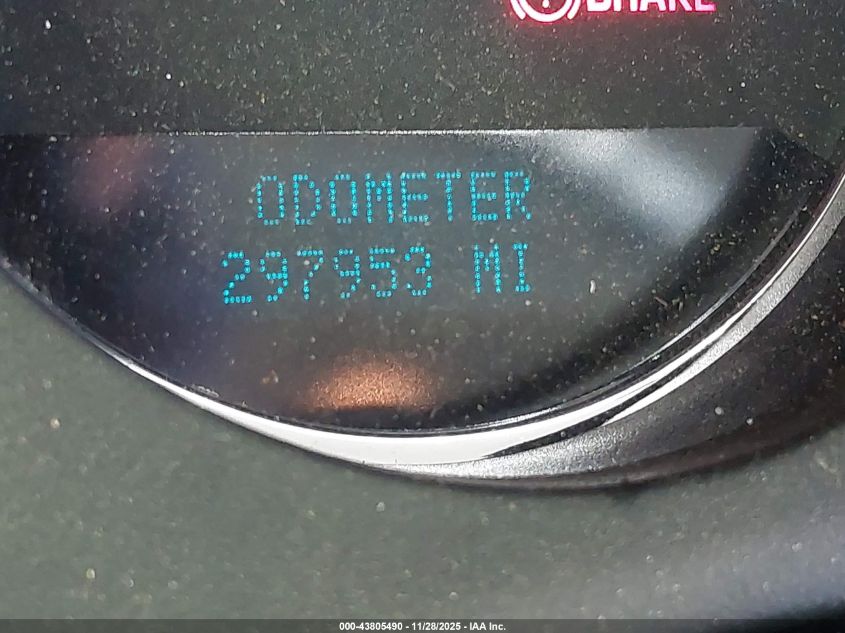 BRAKE
ODOMETER
297953 MI
000-43805490 - 11/28/2025 - IAA Inc.